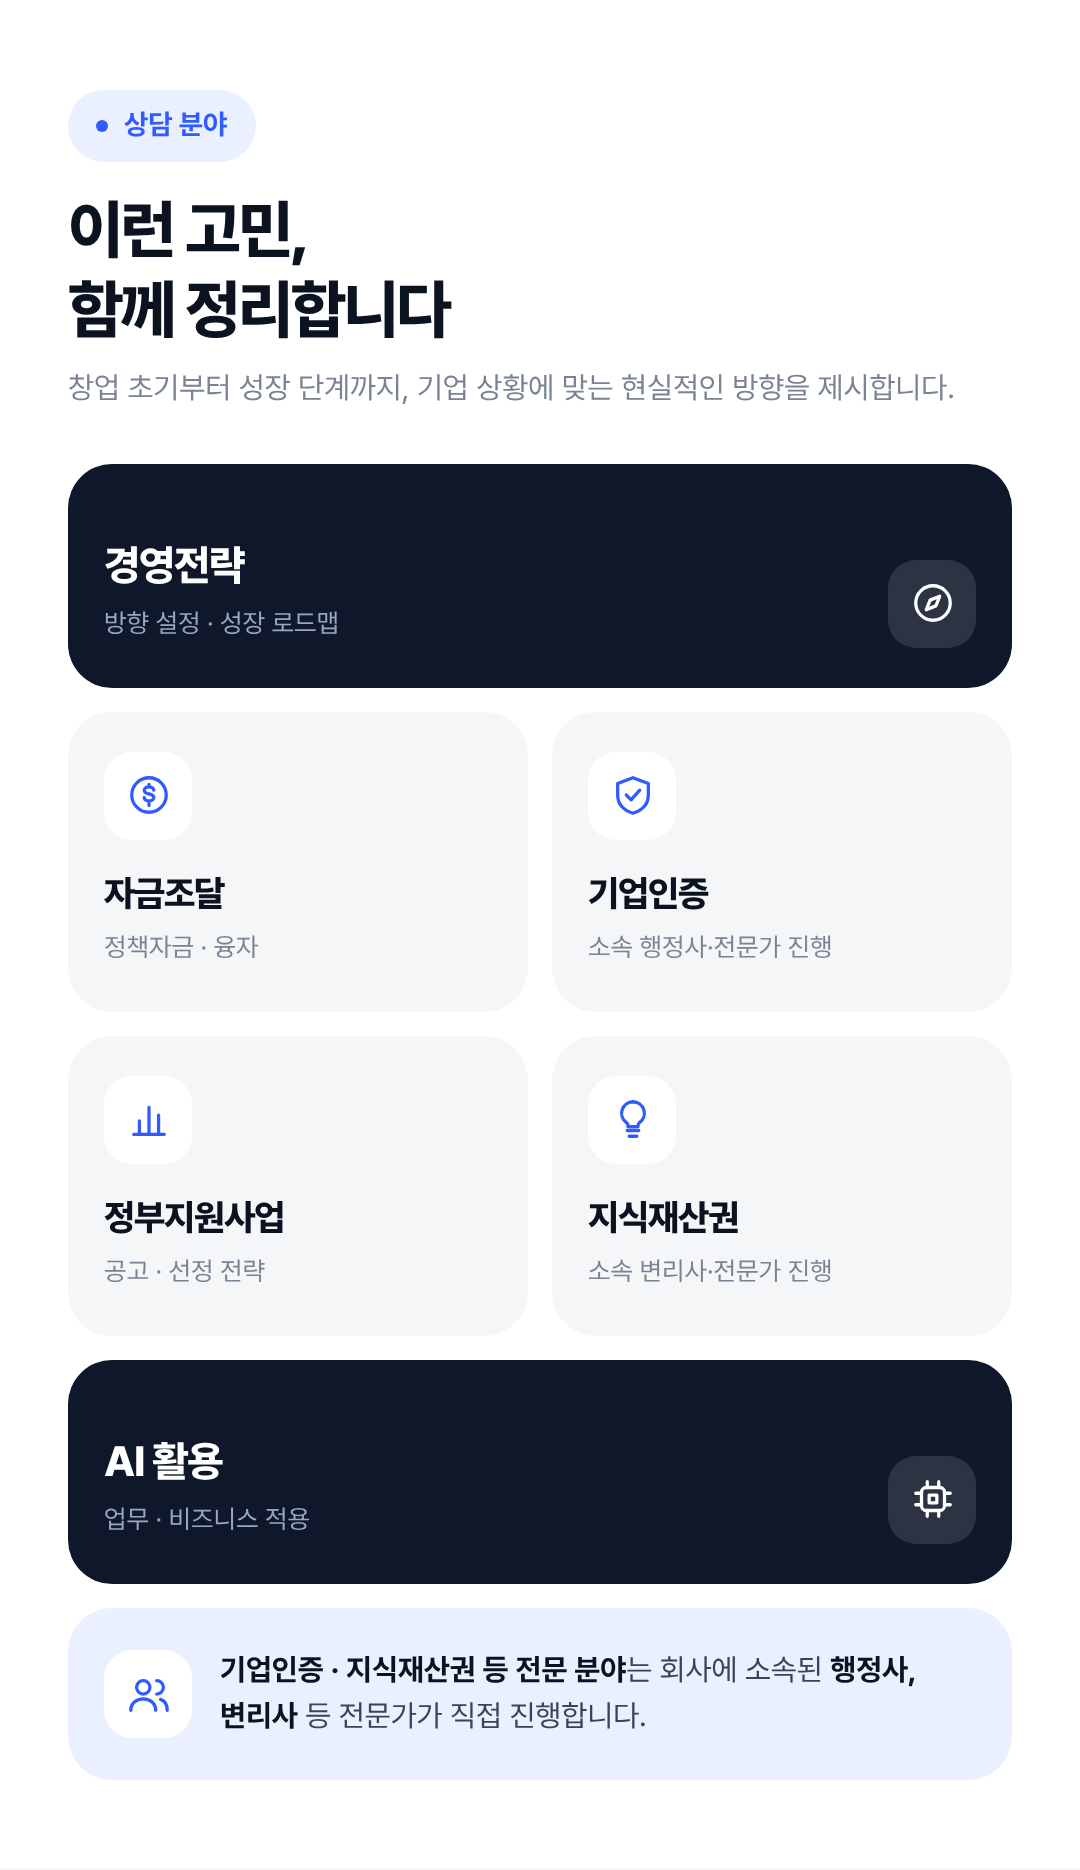 상담 분야
이런 고민,
함께 정리합니다
창업 초기부터 성장 단계까지, 기업 상황에 맞는 현실적인 방향을 제시합니다.
경영전략
방향 설정 · 성장 로드맵
자금조달
정책자금 · 융자
기업인증
소속 행정사·전문가 진행
정부지원사업
공고 · 선정 전략
지식재산권
소속 변리사·전문가 진행
AI 활용
업무 · 비즈니스 적용
기업인증 · 지식재산권 등 전문 분야는 회사에 소속된 행정사,
변리사 등 전문가가 직접 진행합니다.